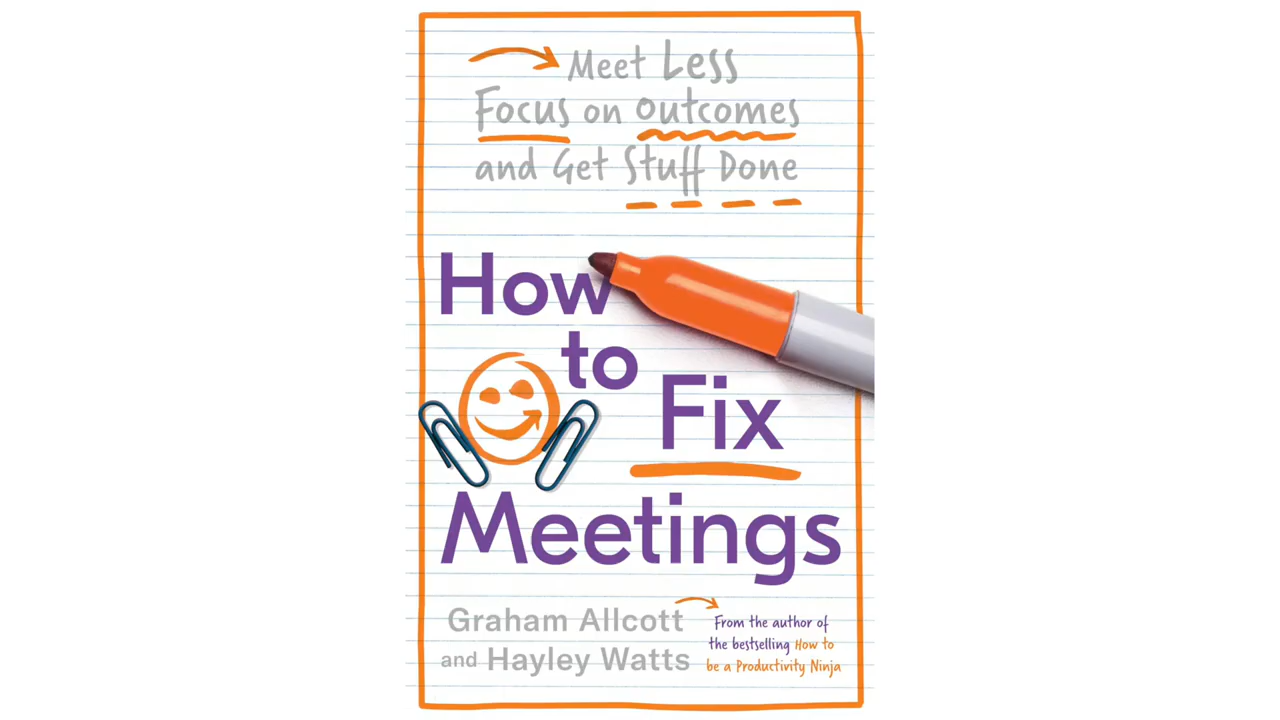 Meet Less
Focus on Outcomes
and Get Stuff Done
How
to
Fix
Meetings
Graham Allcott
and Hayley Watts
From the author of
the bestselling How to
be a Productivity Ninja